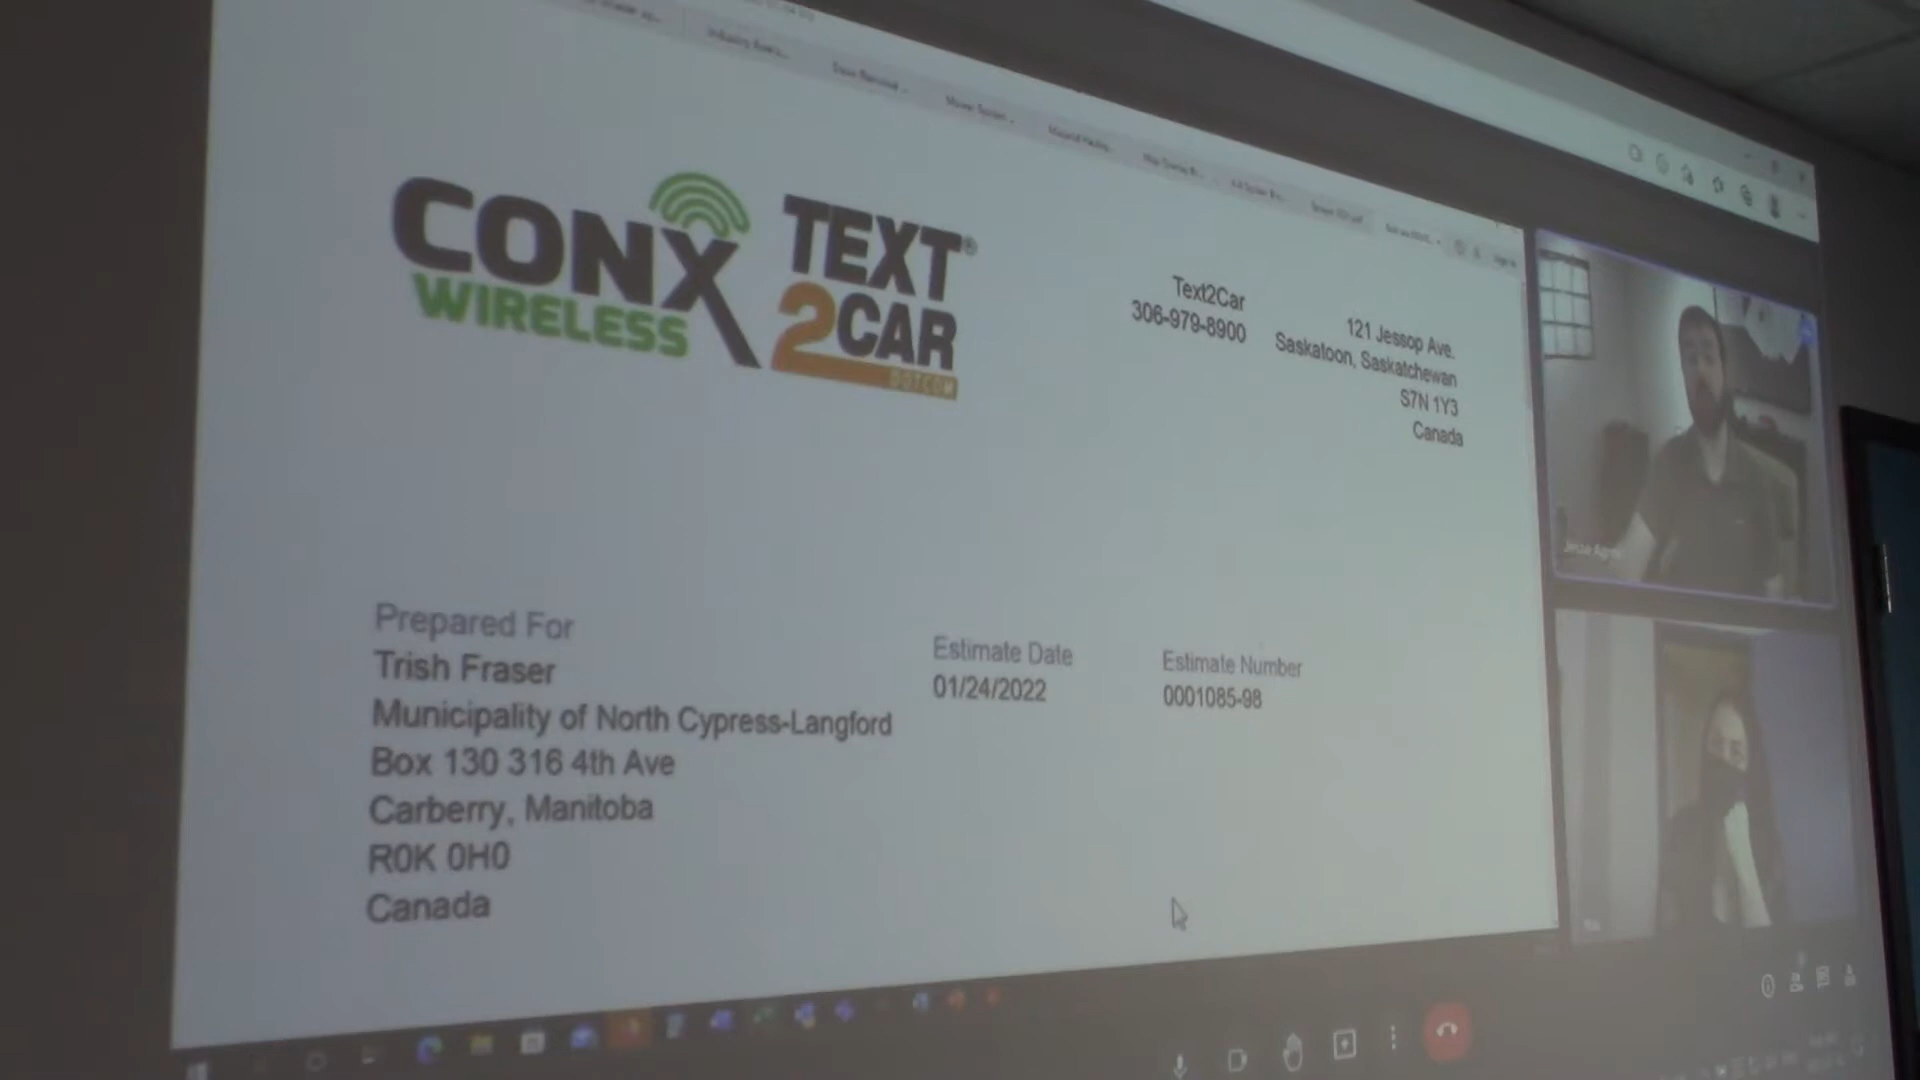 CONX
WIRELESS
TEXT®
2CAR
DOTCOM
Text2Car
306-979-8900
121 Jessop Ave.
Saskatoon, Saskatchewan
S7N 1Y3
Canada
Prepared For
Trish Fraser
Municipality of North Cypress-Langford
Box 130 316 4th Ave
Carberry, Manitoba
R0K 0H0
Canada
Estimate Date
01/24/2022
Estimate Number
0001085-98